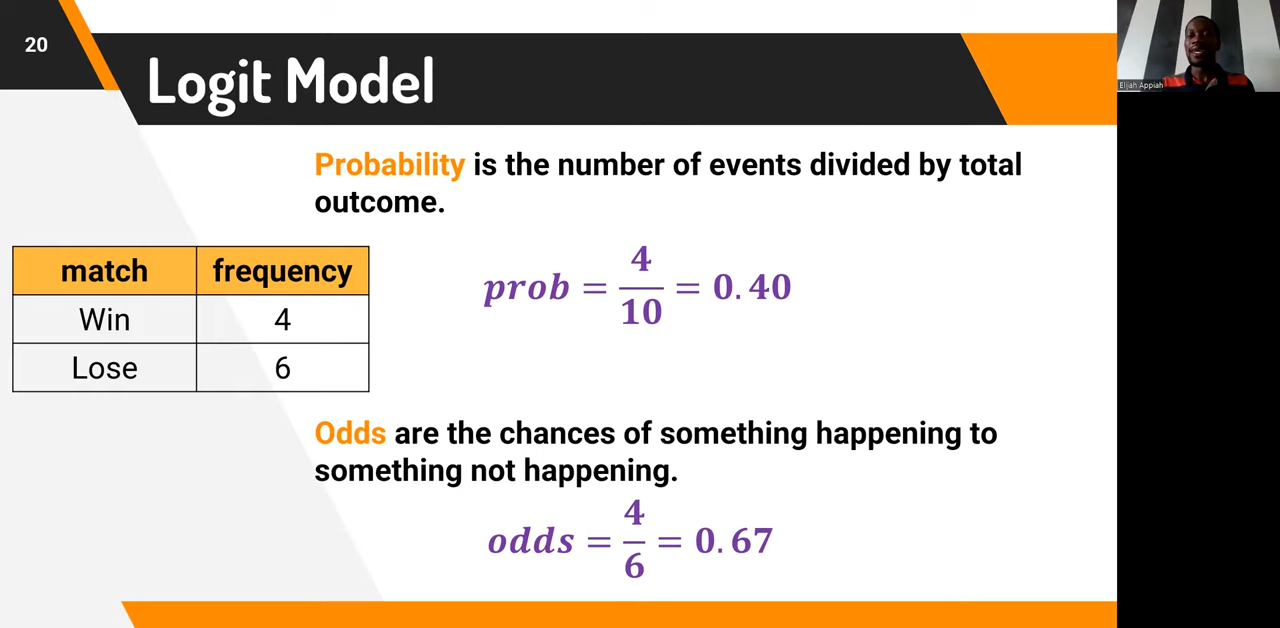 20
Logit Model
Elijah Appiah
Probability is the number of events divided by total
outcome.
match frequency
Win 4
Lose 6
prob = 4/10 = 0.40
Odds are the chances of something happening to
something not happening.
odds = 4/6 = 0.67